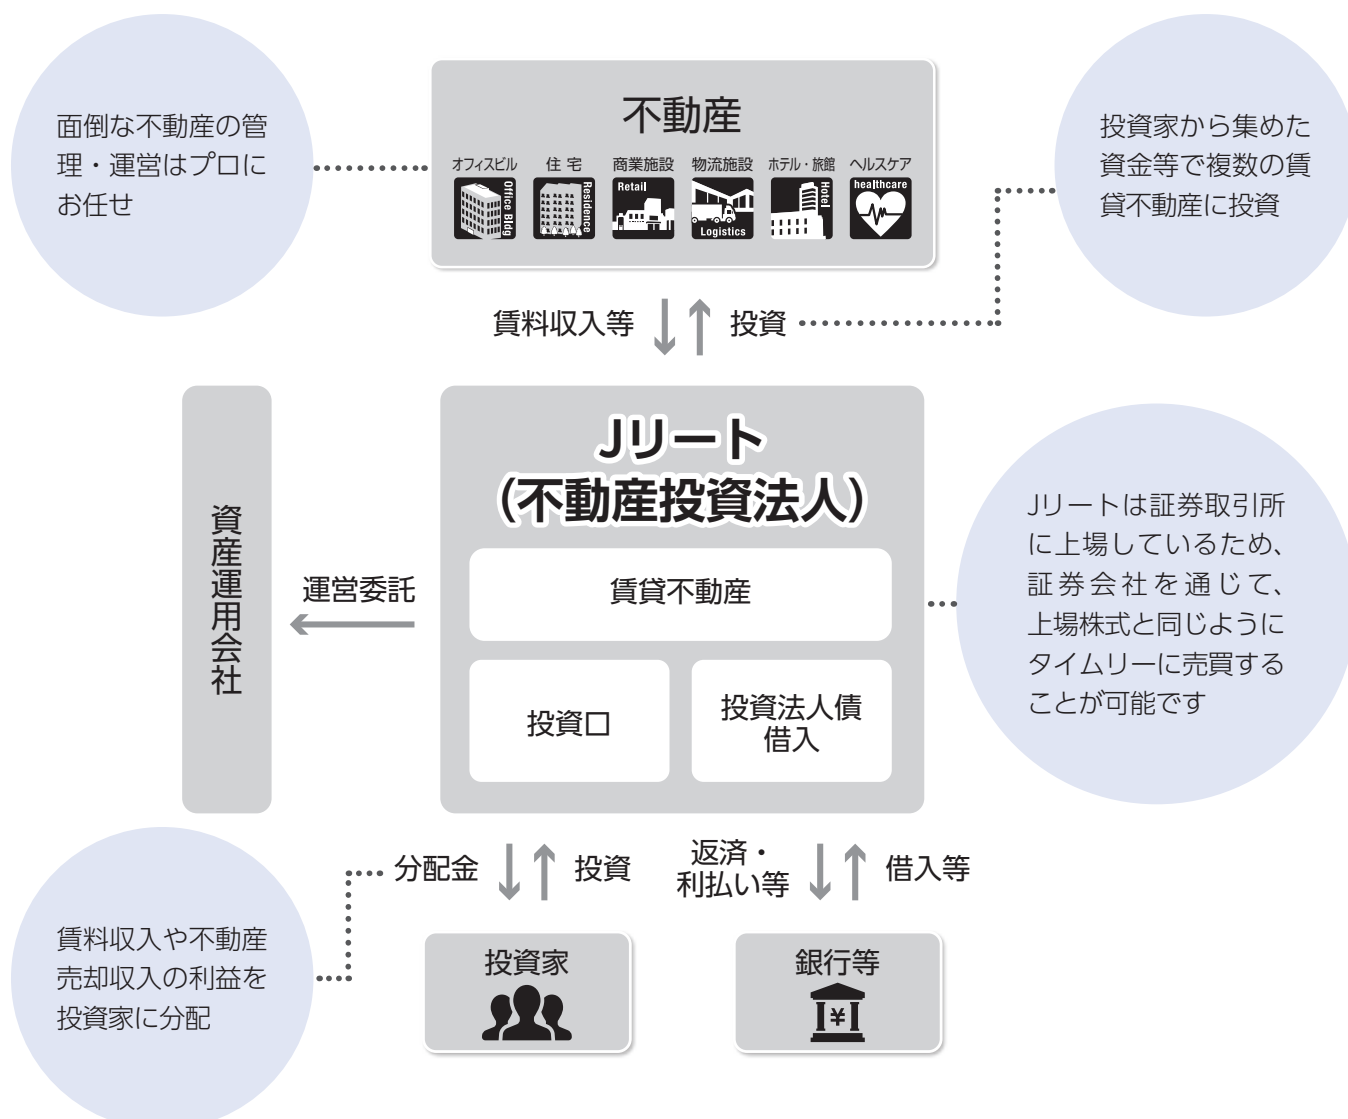 面倒な不動産の管
理・運営はプロに
お任せ
不動産
オフィスビル
住 宅
商業施設
物流施設
ホテル・旅館
ヘルスケア
Office Bldg
Residence
Retail
Logistics
Hotel
healthcare
投資家から集めた
資金等で複数の賃
貸不動産に投資
賃料収入等
投資
Jリート
（不動産投資法人）
賃貸不動産
投資口
投資法人債
借入
資産運用会社
運営委託
Jリートは証券取引所
に上場しているため、
証券会社を通じて、
上場株式と同じように
タイムリーに売買する
ことが可能です
分配金
投資
返済・
利払い等
借入等
賃料収入や不動産
売却収入の利益を
投資家に分配
投資家
銀行等
¥